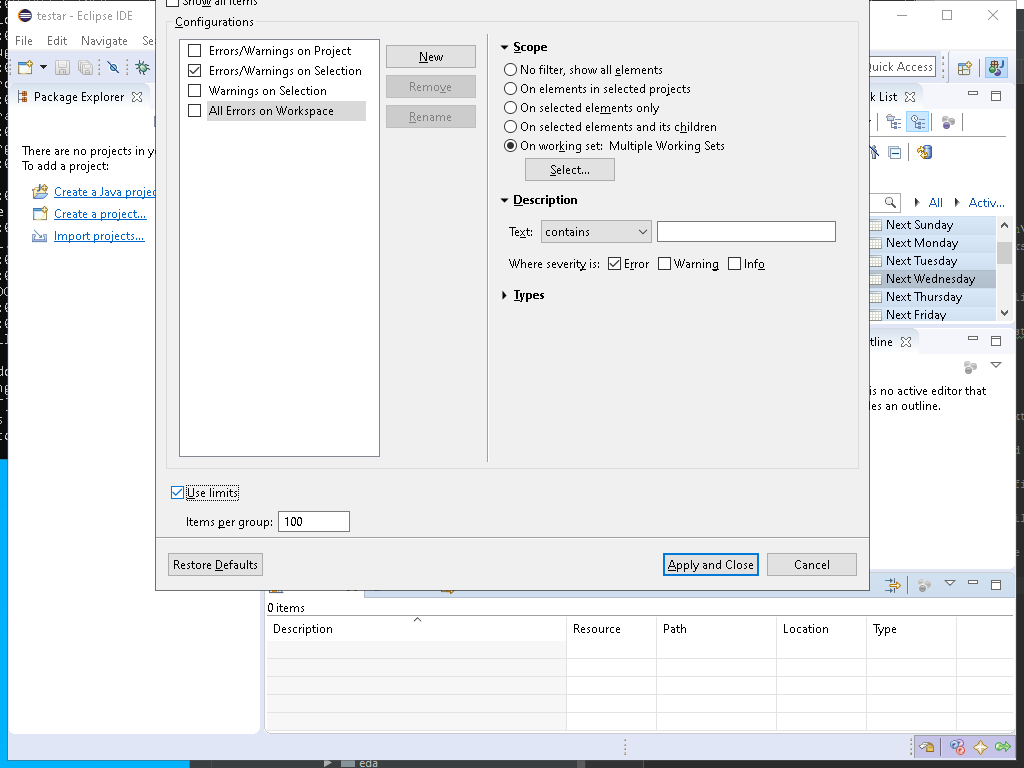 testar - Eclipse IDE
Show all items
File Edit Navigate Se
Quick Access
Package Explorer
There are no projects in y
To add a project:
Create a Java projec
Create a project...
Import projects...
Configurations
Errors/Warnings on Project
Errors/Warnings on Selection
Warnings on Selection
All Errors on Workspace
New
Remove
Rename
Scope
No filter, show all elements
On elements in selected projects
On selected elements only
On selected elements and its children
On working set: Multiple Working Sets
Select...
Description
Text: contains
Where severity is: Error Warning Info
Types
Use limits
Items per group: 100
Restore Defaults
Apply and Close
Cancel
k List
All Activ...
Next Sunday
Next Monday
Next Tuesday
Next Wednesday
Next Thursday
Next Friday
tline
is no active editor that
les an outline.
0 items
Description Resource Path Location Type
eda